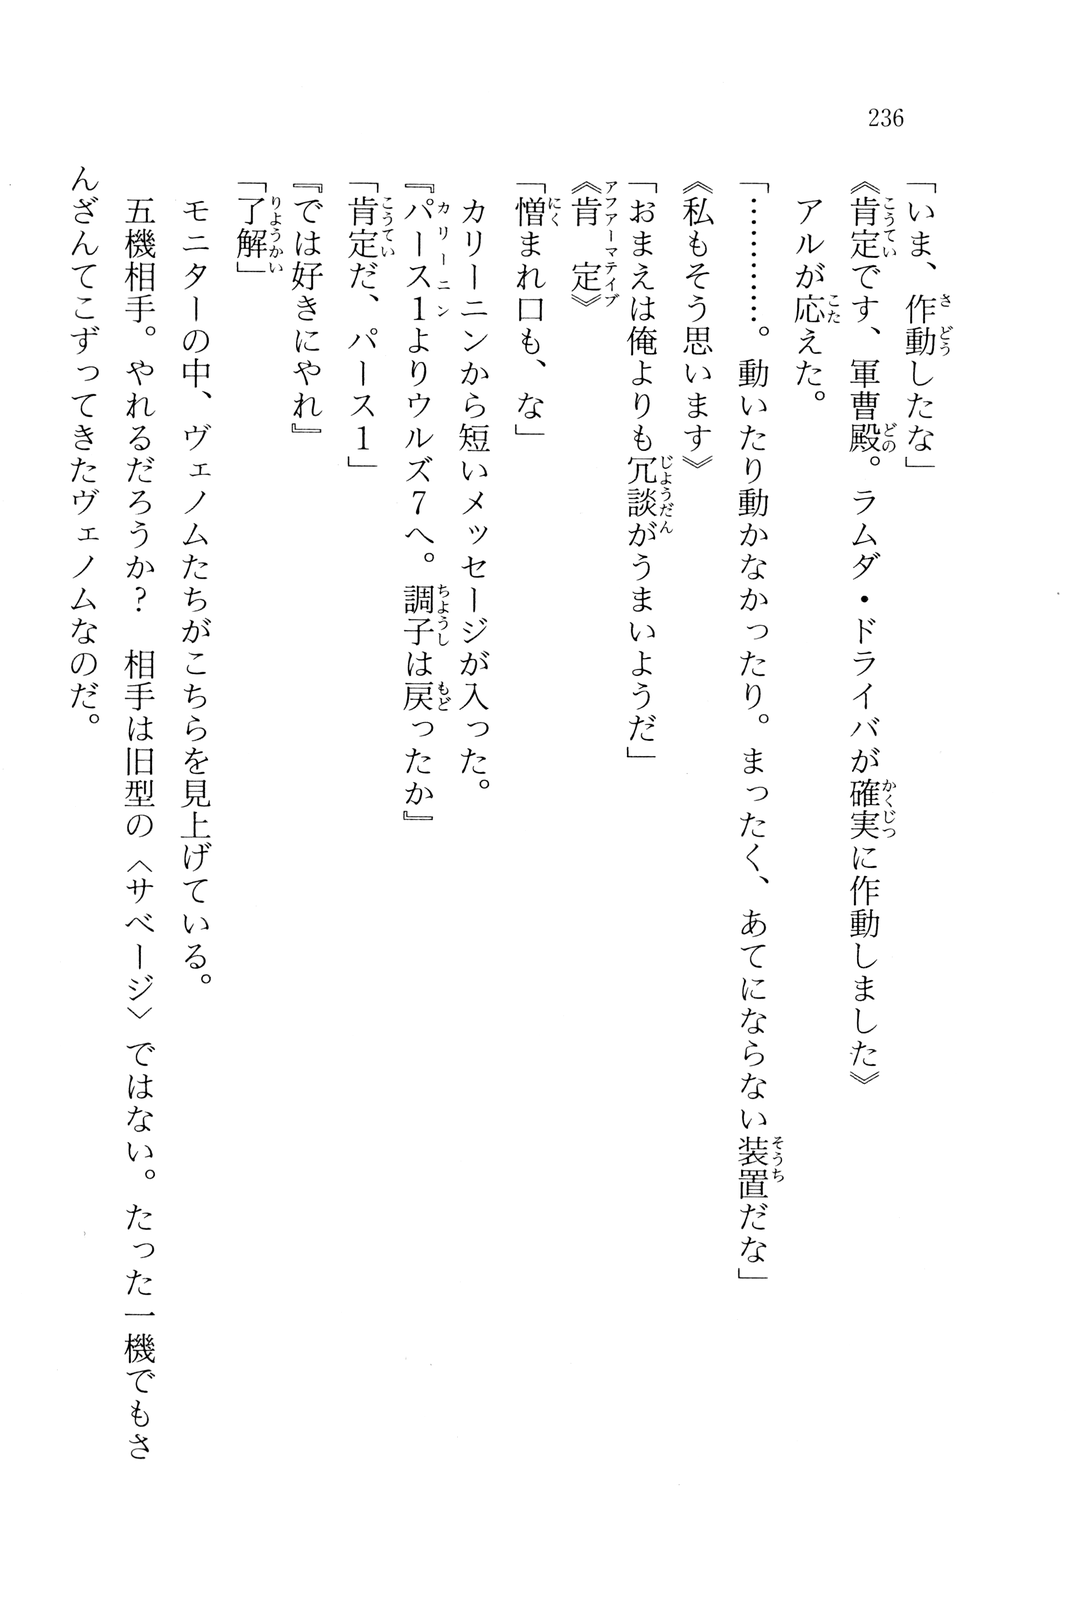 236
「いま、作動したな」
《肯定です、軍曹殿。ラムダ・ドライバが確実に作動しました》
アルが応えた。
「…………。動いたり動かなかったり。まったく、あてにならない装置だな」
《私もそう思います》
「おまえは俺よりも冗談がうまいようだ」
《肯定》
「憎まれ口も、な」
カリーニンから短いメッセージが入った。
『パース1よりウルズ7へ。調子は戻ったか』
「肯定だ、パース1」
『では好きにやれ』
「了解」
モニターの中、ヴェノムたちがこちらを見上げている。
五機相手。やれるだろうか? 相手は旧型の〈サベージ〉ではない。たった一機でもさ
んざんてこずってきたヴェノムなのだ。